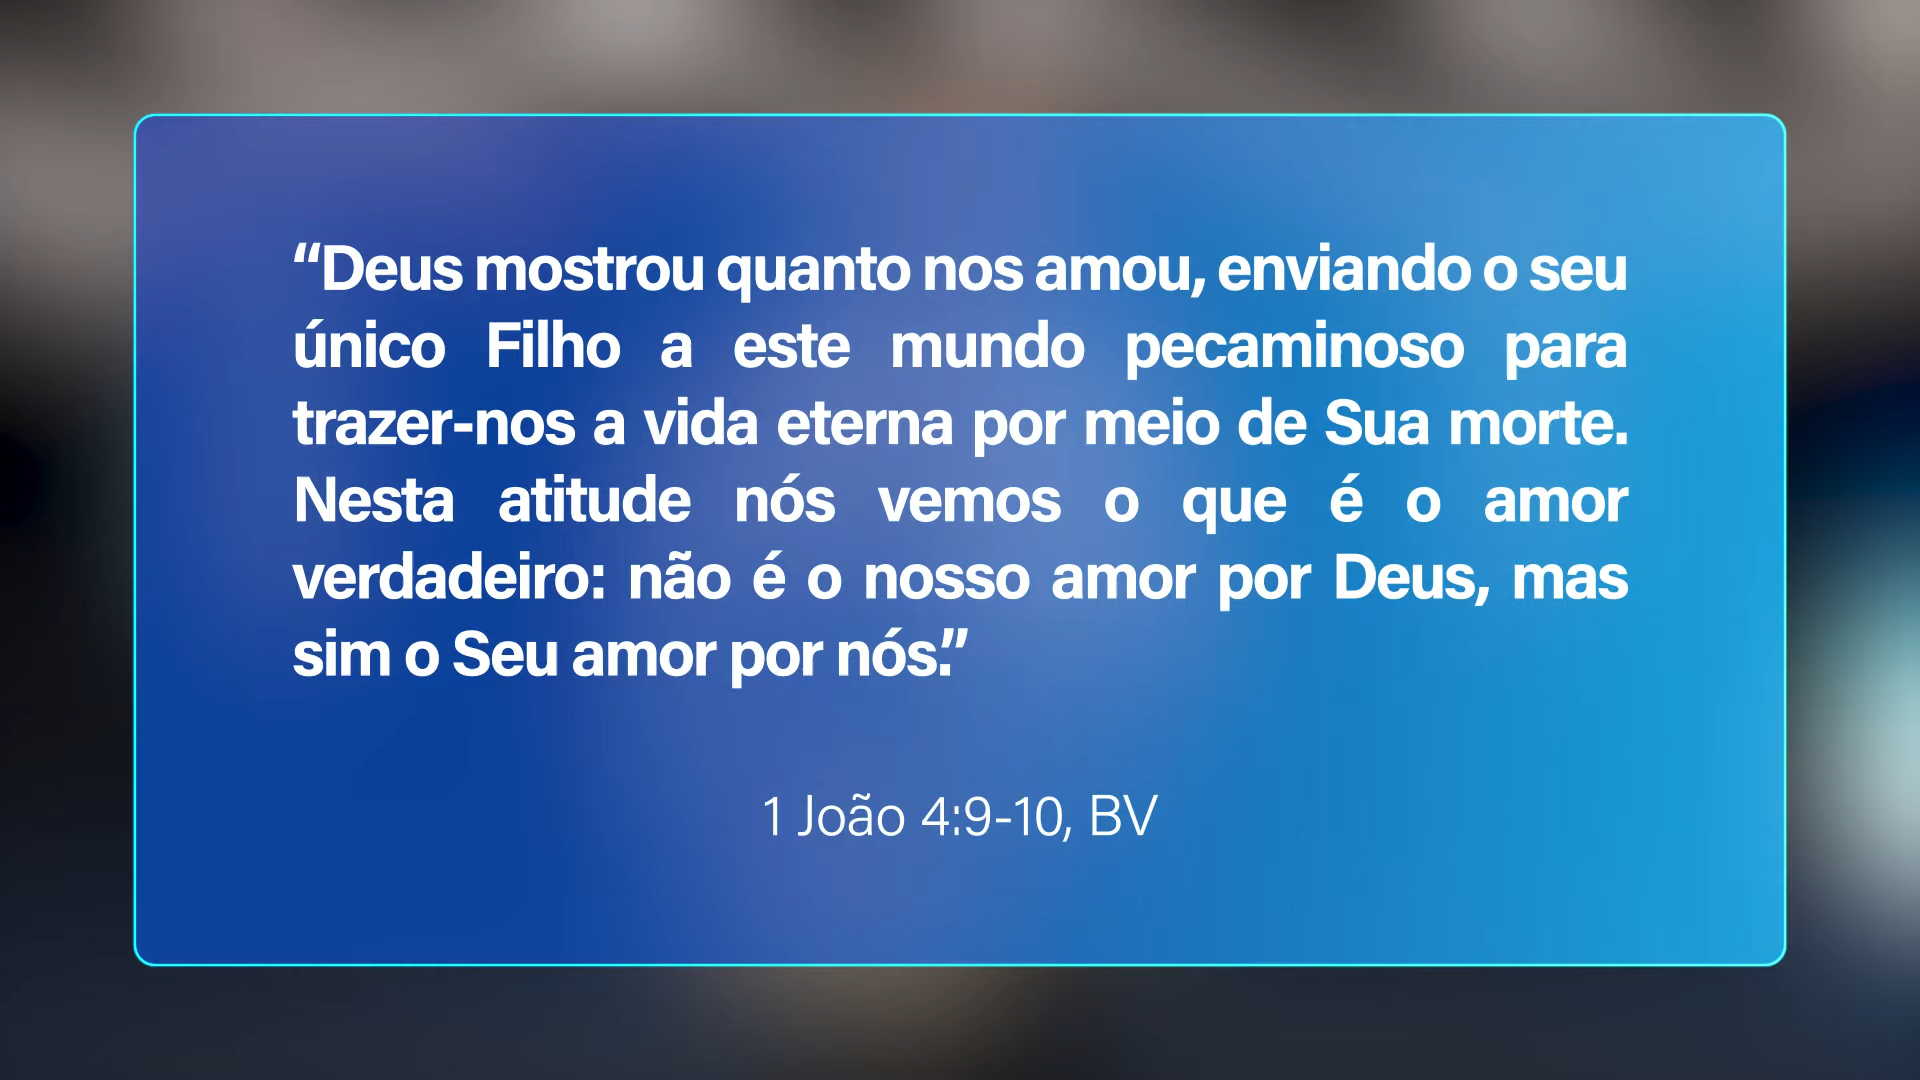 “Deus mostrou quanto nos amou, enviando o seu
único Filho a este mundo pecaminoso para
trazer-nos a vida eterna por meio de Sua morte.
Nesta atitude nós vemos o que é o amor
verdadeiro: não é o nosso amor por Deus, mas
sim o Seu amor por nós.”
1 João 4:9-10, BV